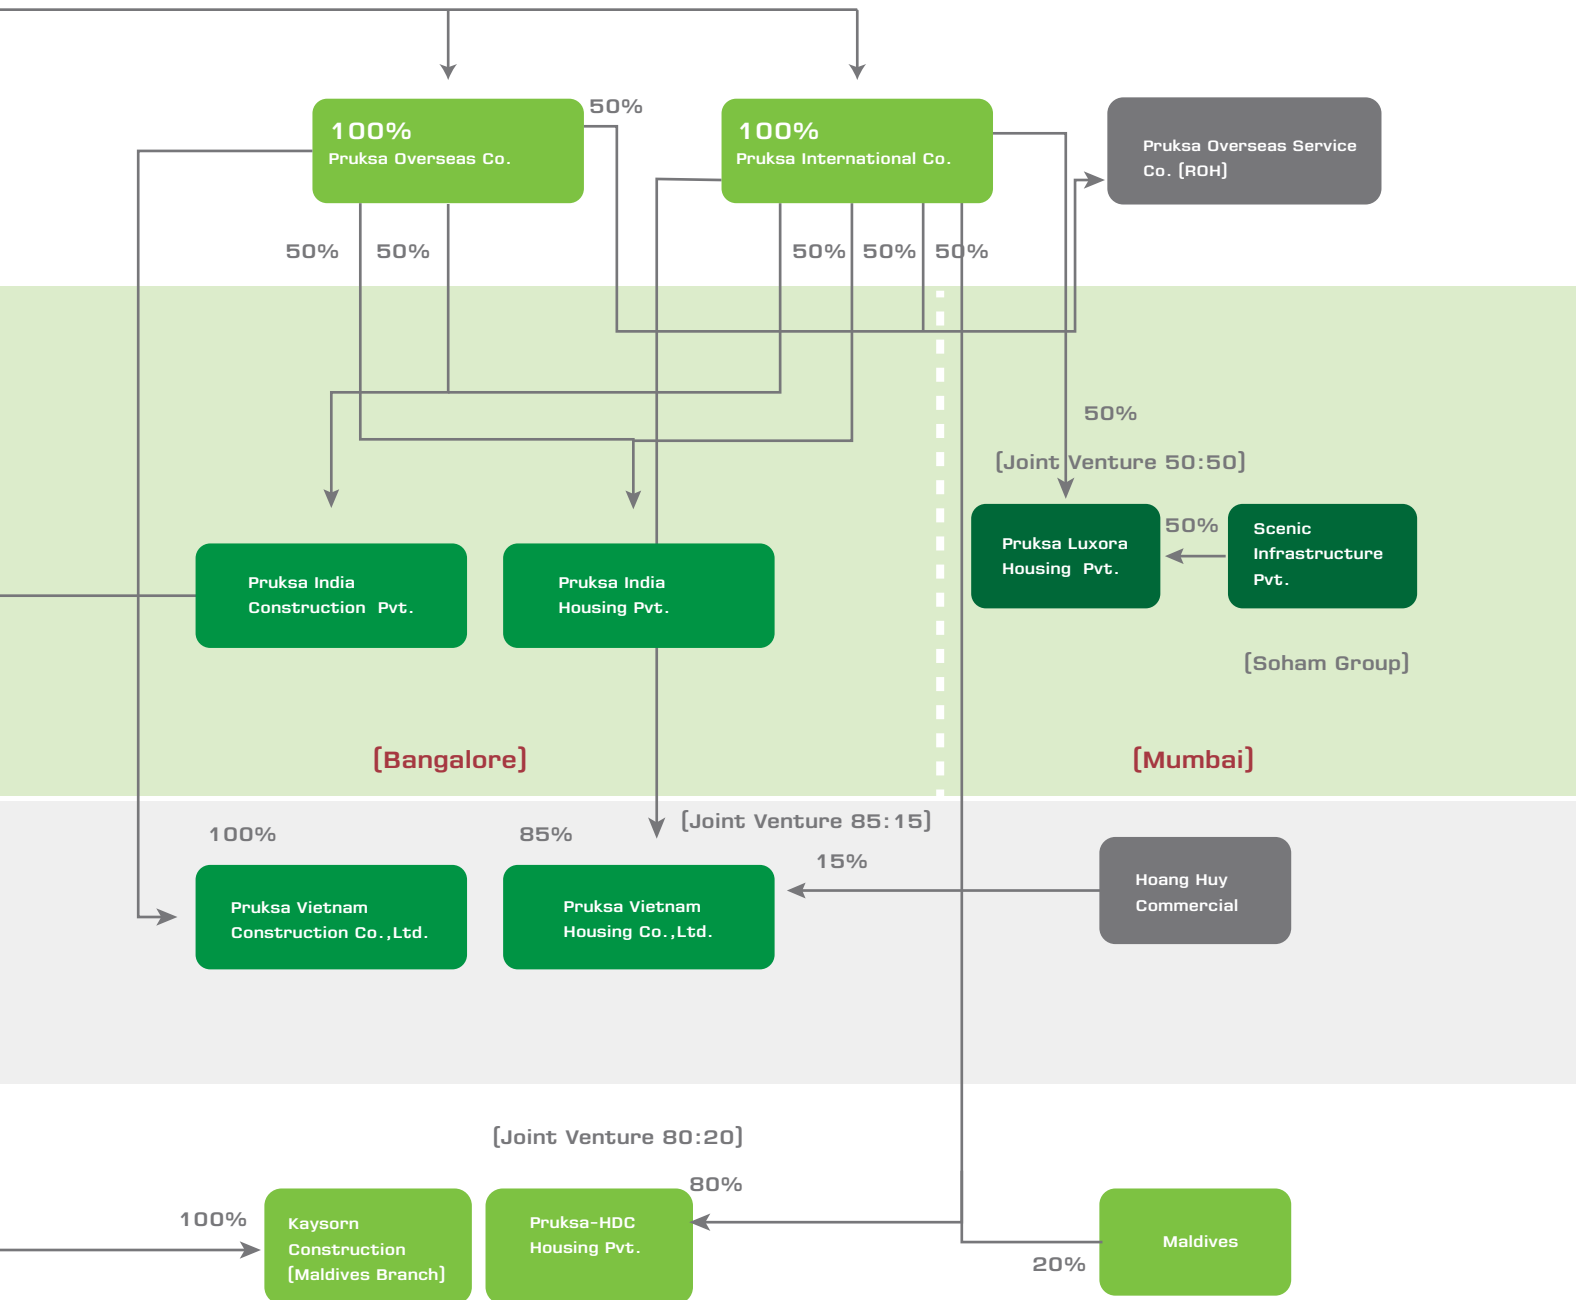 50%
100%
Pruksa Overseas Co.
100%
Pruksa International Co.
Pruksa Overseas Service
Co. (ROH)
50%
50%
50%
50%
50%
50%
(Joint Venture 50:50)
Pruksa Luxora
Housing Pvt.
50%
Scenic
Infrastructure
Pvt.
Pruksa India
Construction Pvt.
Pruksa India
Housing Pvt.
(Soham Group)
(Bangalore)
(Mumbai)
(Joint Venture 85:15)
100%
85%
15%
Pruksa Vietnam
Construction Co.,Ltd.
Pruksa Vietnam
Housing Co.,Ltd.
Hoang Huy
Commercial
(Joint Venture 80:20)
80%
100%
Kaysorn
Construction
(Maldives Branch)
Pruksa-HDC
Housing Pvt.
20%
Maldives